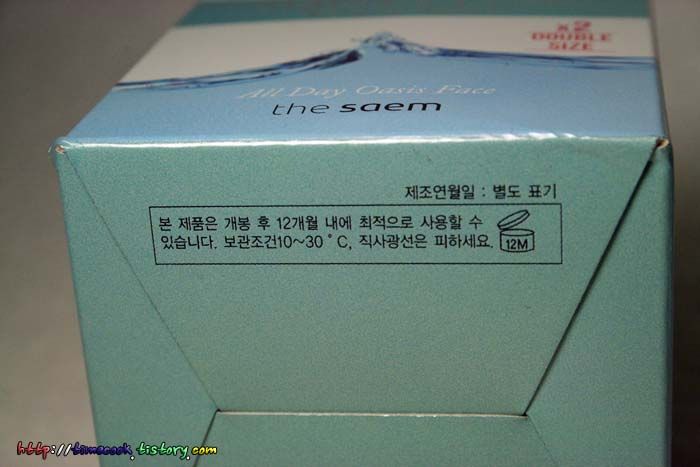 x2
DOUBLE
SIZE
All Day Oasis Face
the saem
제조연월일 : 별도 표기
본 제품은 개봉 후 12개월 내에 최적으로 사용할 수
있습니다. 보관조건10~30˚C, 직사광선은 피하세요.
12M
http://tamacook.tistory.com